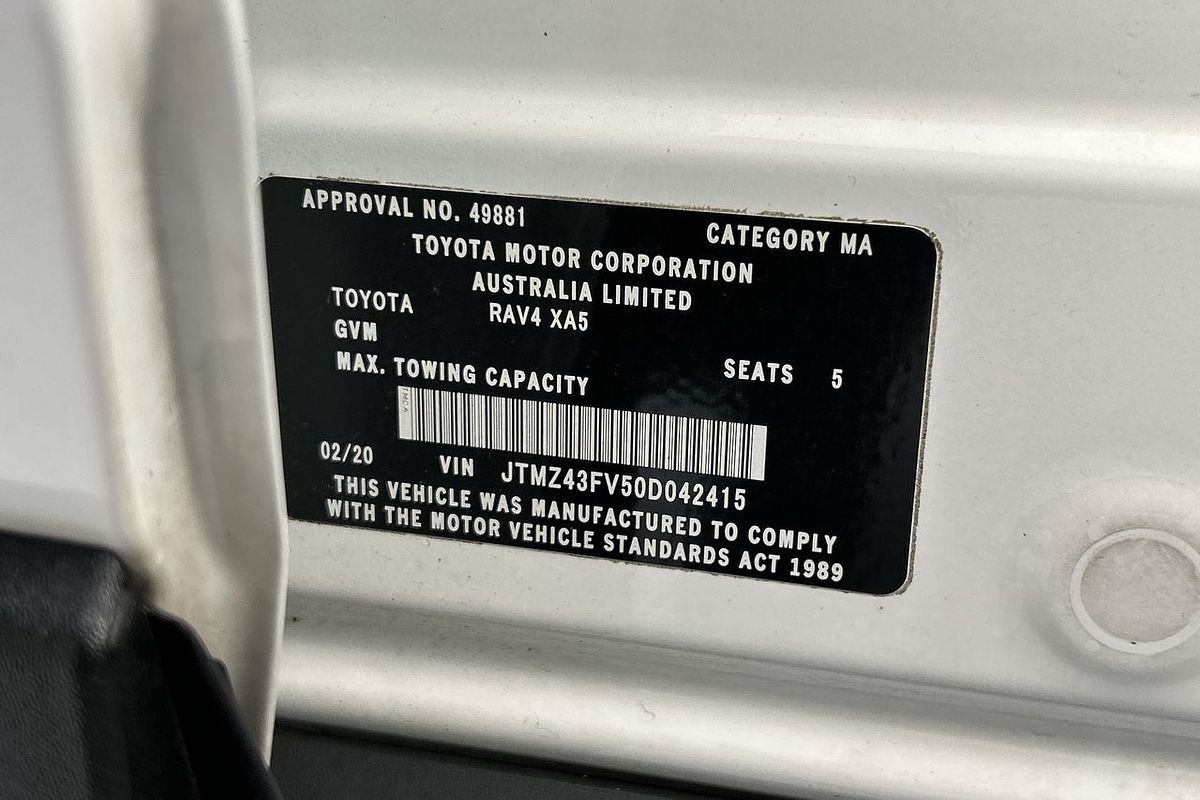 APPROVAL NO. 49881
CATEGORY MA
TOYOTA MOTOR CORPORATION
AUSTRALIA LIMITED
TOYOTA RAV4 XA5
GVM
MAX. TOWING CAPACITY SEATS 5
TMCA
02/20 VIN JTMZ43FV50D042415
THIS VEHICLE WAS MANUFACTURED TO COMPLY
WITH THE MOTOR VEHICLE STANDARDS ACT 1989